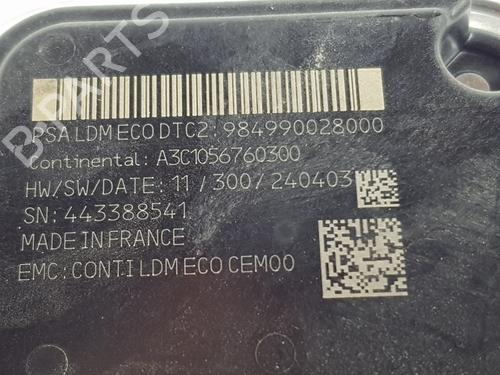 PSA LDM ECO DTC2: 984990028000
Continental: A3C1056760300
HW/SW/DATE: 11/300/240403
SN: 443388541
MADE IN FRANCE
EMC: CONTI LDM ECO CEM00
B-PARTS